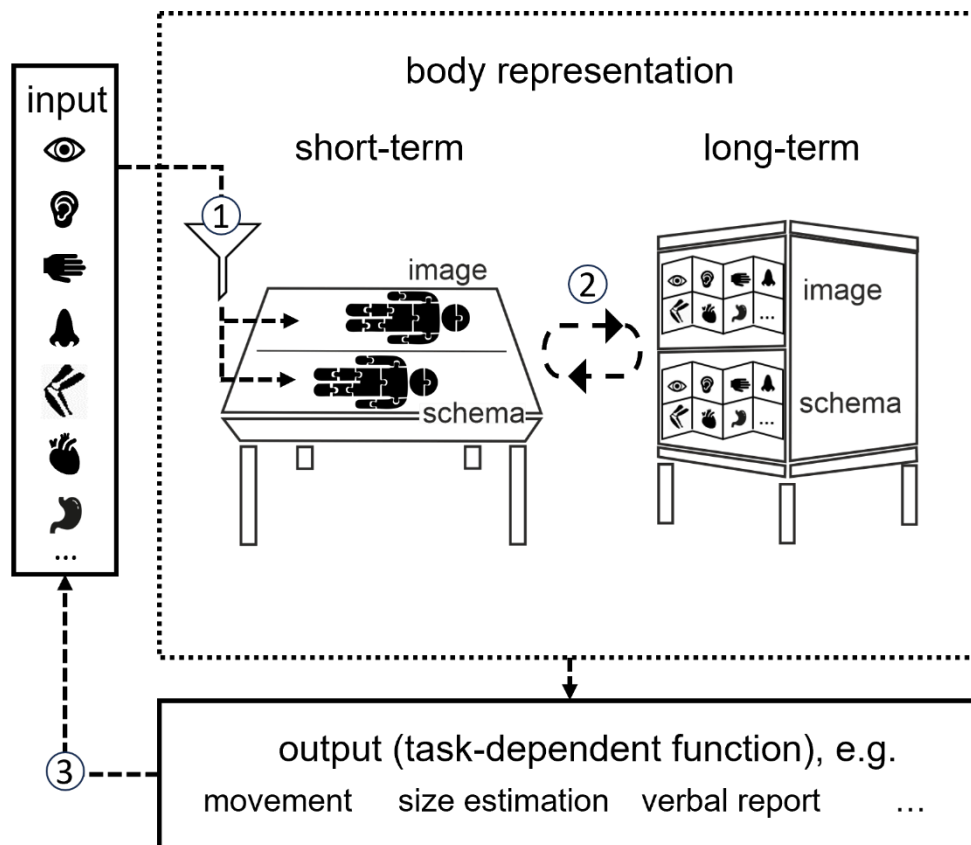 body representation
input
short-term
long-term
1
image
2
image
...
schema
schema
...
...
output (task-dependent function), e.g.
3
movement size estimation verbal report ...